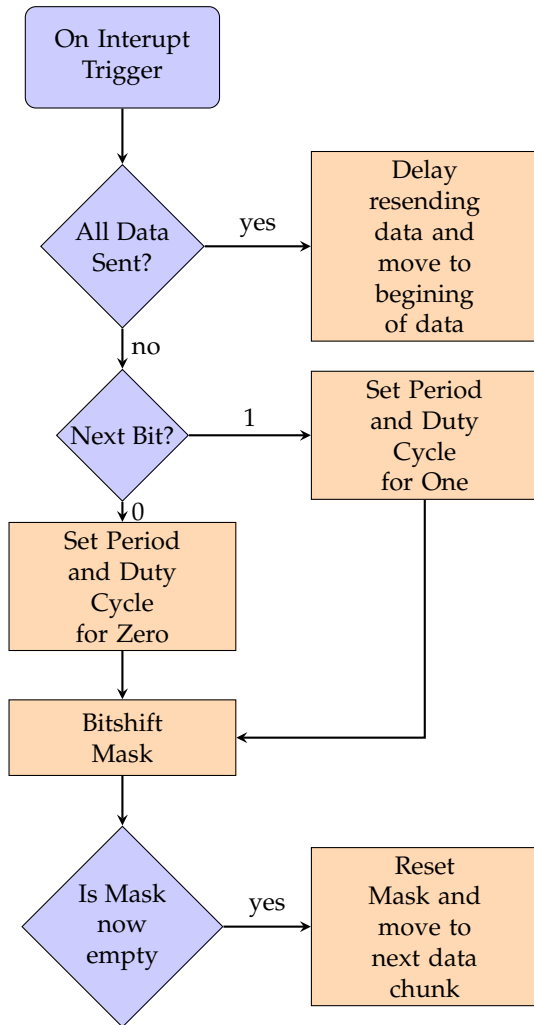 On Interupt
Trigger
All Data
Sent?
yes
Delay
resending
data and
move to
begining
of data
no
Next Bit?
1
Set Period
and Duty
Cycle
for One
0
Set Period
and Duty
Cycle
for Zero
Bitshift
Mask
Is Mask
now
empty
yes
Reset
Mask and
move to
next data
chunk